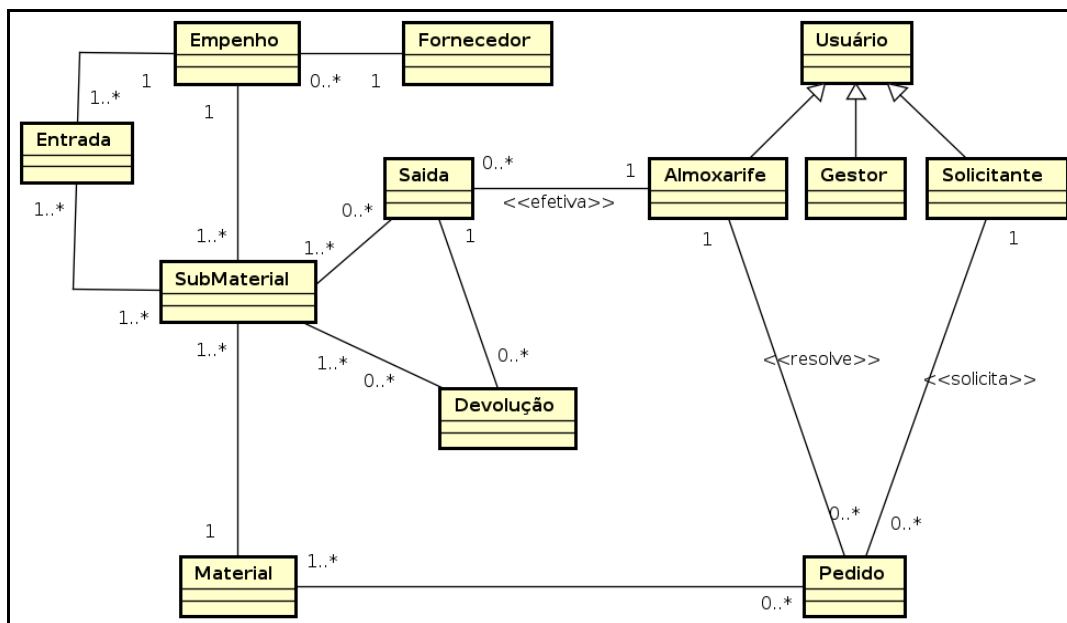 Empenho
Fornecedor
Usuário
1
0..*
1
1..*
1
Entrada
Saida
0..*
1
Almoxarife
Gestor
Solicitante
<<efetiva>>
1..*
0..*
1
1
1
1..*
1..*
SubMaterial
1..*
1..*
1..*
0..*
0..*
<<resolve>>
<<solicita>>
Devolução
0..*
0..*
1
1..*
Material
Pedido
0..*